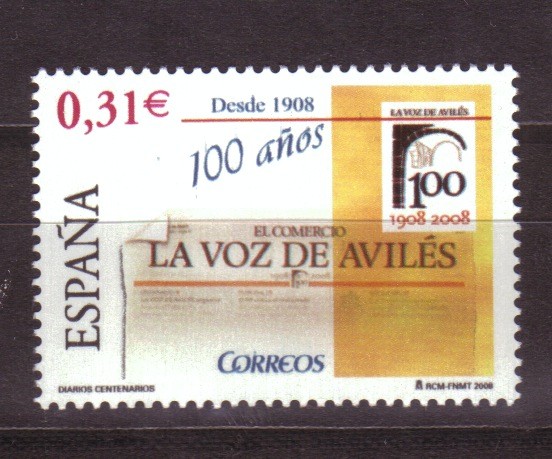 0,31€
Desde 1908
100 años
LA VOZ DE AVILÉS
100
1908 2008
ESPAÑA
EL COMERCIO
LA VOZ DE AVILÉS
CORREOS
DIARIOS CENTENARIOS
RCM-FNMT 2008